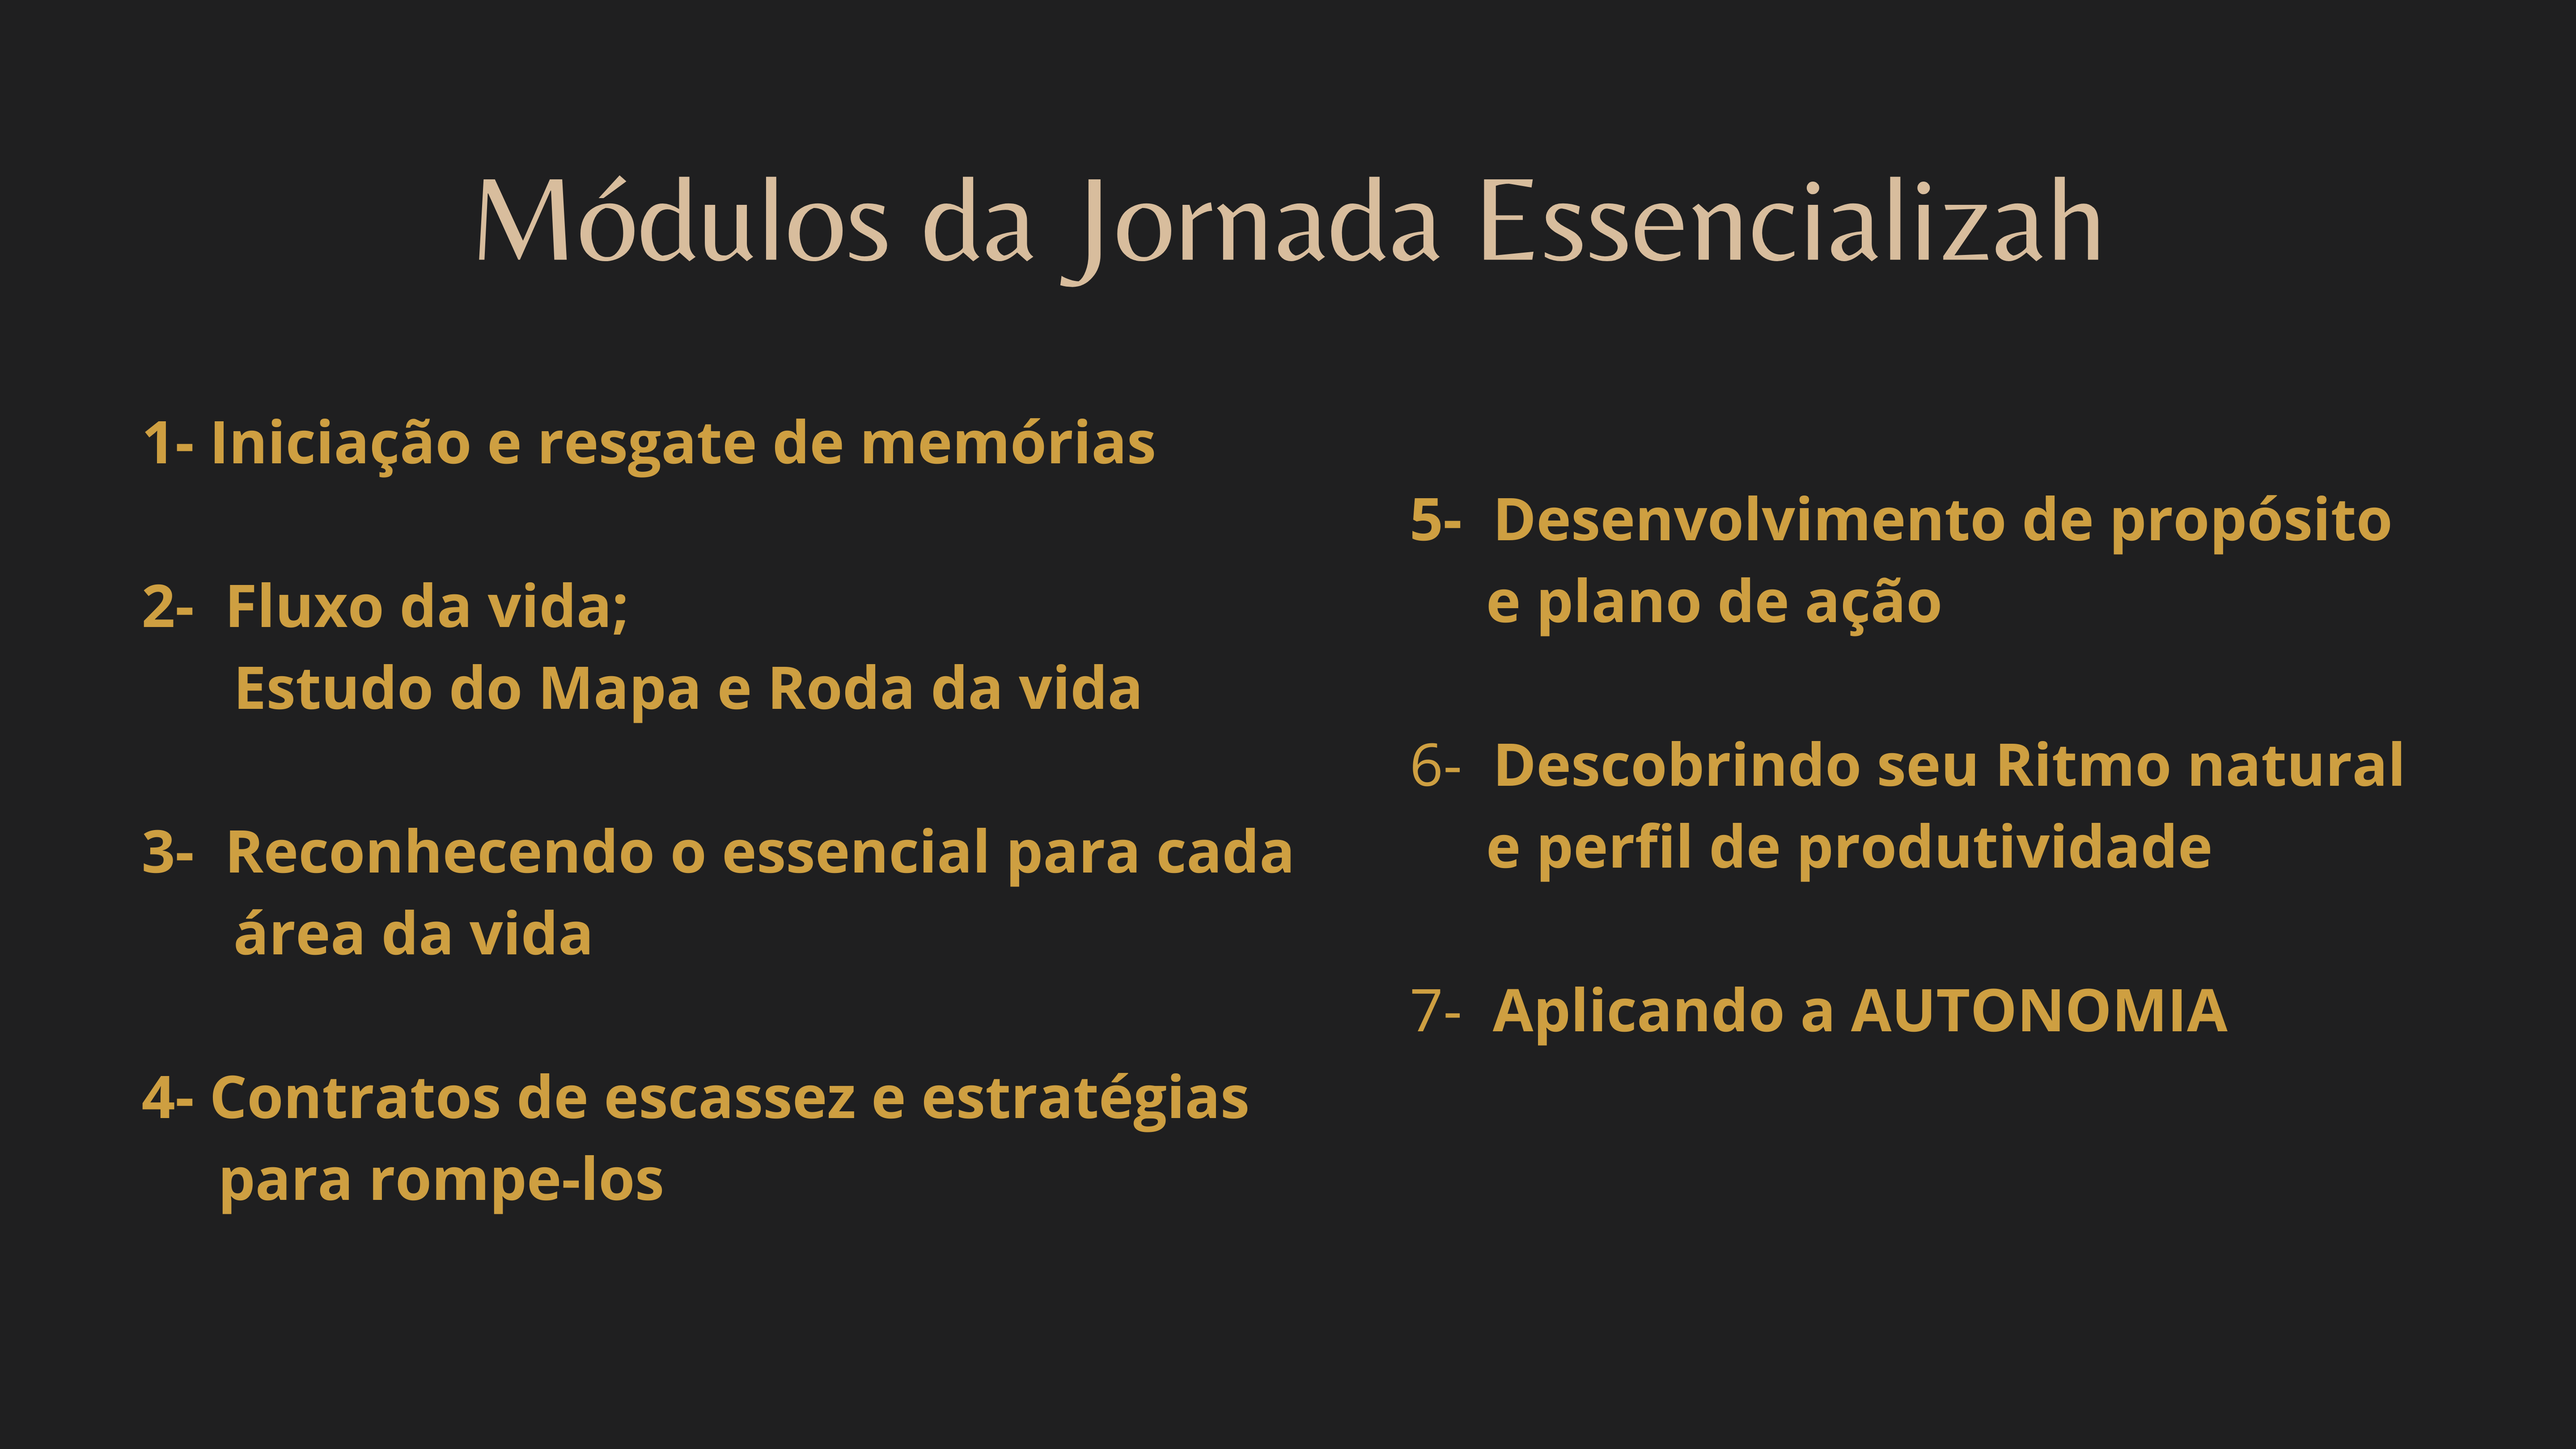 Módulos da Jornada Essencializah
1- Iniciação e resgate de memórias
2- Fluxo da vida;
Estudo do Mapa e Roda da vida
3- Reconhecendo o essencial para cada
área da vida
4- Contratos de escassez e estratégias
para rompe-los
5- Desenvolvimento de propósito
e plano de ação
6- Descobrindo seu Ritmo natural
e perfil de produtividade
7- Aplicando a AUTONOMIA